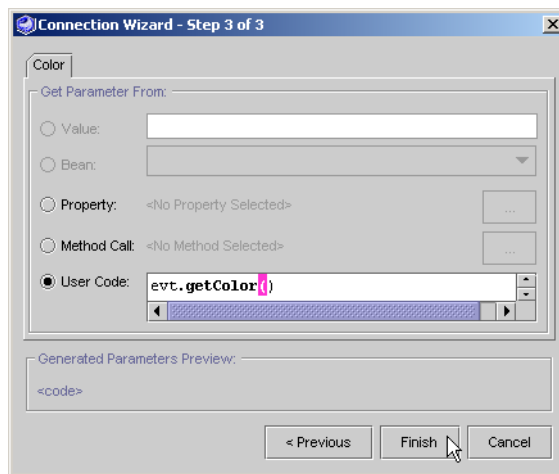 Connection Wizard - Step 3 of 3
Color
Get Parameter From:
Value:
Bean:
Property: <No Property Selected> ...
Method Call: <No Method Selected> ...
User Code: evt.getColor()
Generated Parameters Preview:
<code>
< Previous Finish Cancel